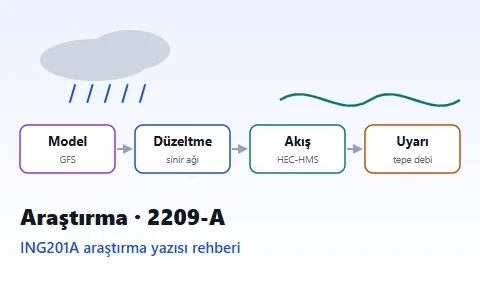 Model
GFS
Düzeltme
sinir ağı
Akış
HEC-HMS
Uyarı
tepe debi
Araştırma · 2209-A
ING201A araştırma yazısı rehberi